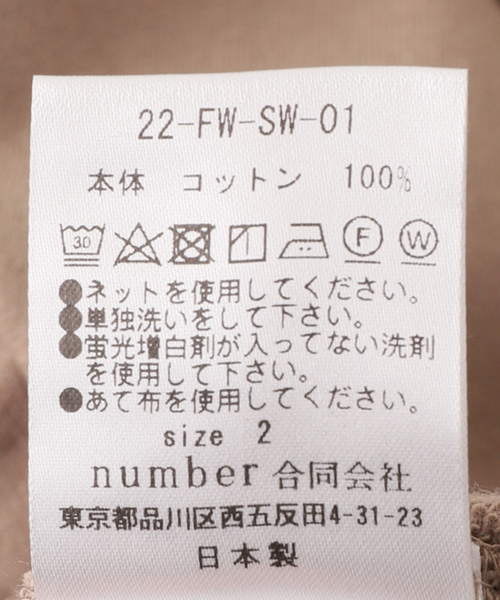 22-FW-SW-01
本体 コットン 100%
30 F W
●ネットを使用してください。
●単独洗いをして下さい。
●蛍光増白剤が入ってない洗剤
を使用して下さい。
●あて布を使用してください。
size 2
number 合同会社
東京都品川区西五反田4-31-23
日本製